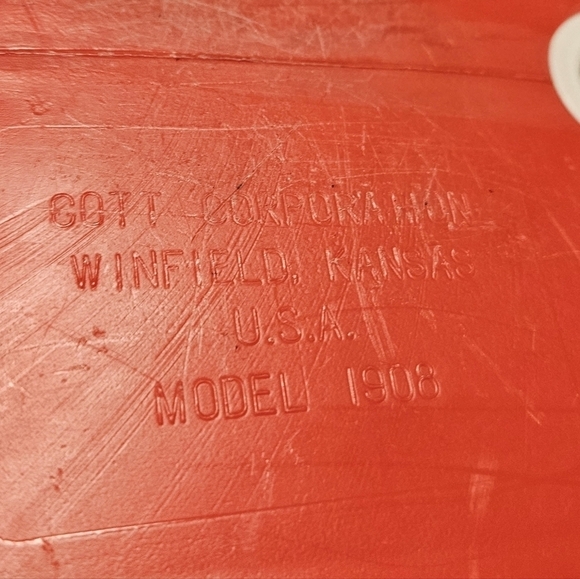 GOTT CORPORATION
WINFIELD, KANSAS
U.S.A.
MODEL 1908